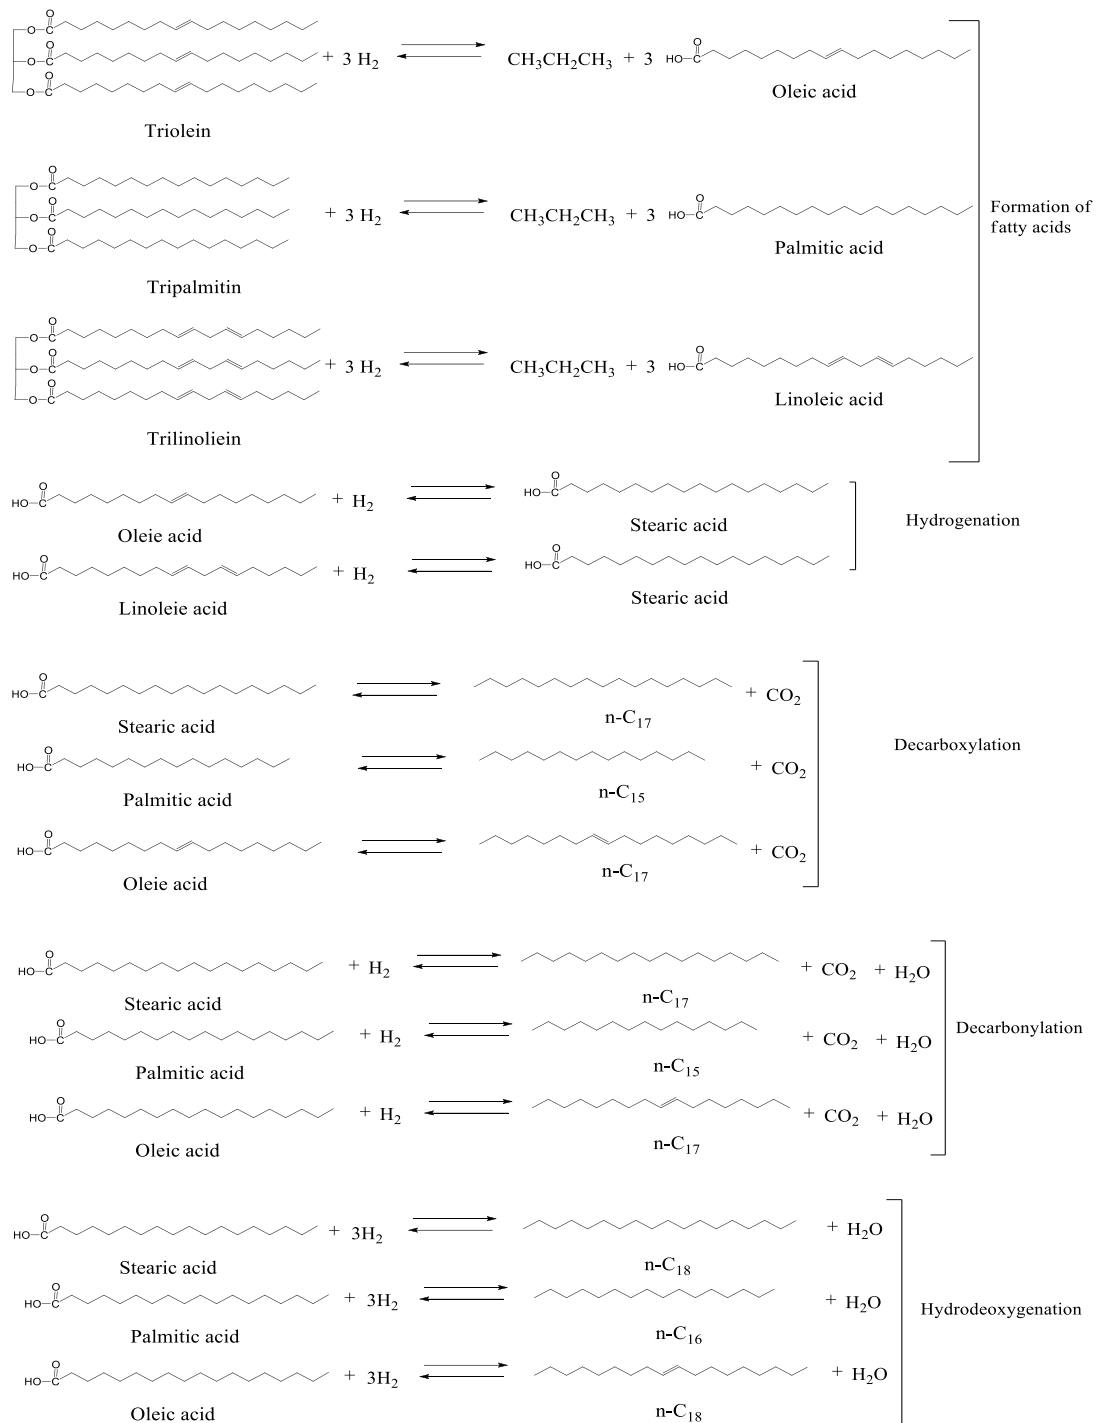 O
O C
O
O C + 3 H2 CH3CH2CH3 + 3 HO C O
O
O C
Oleic acid
Triolein
O
O C
O
O C + 3 H2 CH3CH2CH3 + 3 HO C O
O
O C
Formation of
fatty acids
Palmitic acid
Tripalmitin
O
O C
O
O C + 3 H2 CH3CH2CH3 + 3 HO C O
O
O C
Linoleic acid
Trilinoliein
HO C O + H2 HO C O
Oleie acid Stearic acid
Hydrogenation
HO C O + H2 HO C O
Linoleie acid Stearic acid
HO C O + CO2
Stearic acid n-C17
Decarboxylation
HO C O + CO2
Palmitic acid n-C15
HO C O + CO2
Oleie acid n-C17
HO C O + H2 + CO2 + H2O
Stearic acid n-C17
Decarbonylation
HO C O + H2 + CO2 + H2O
Palmitic acid n-C15
HO C O + H2 + CO2 + H2O
Oleic acid n-C17
HO C O + 3H2 + H2O
Stearic acid n-C18
HO C O + 3H2 + H2O
Hydrodeoxygenation
Palmitic acid n-C16
HO C O + 3H2 + H2O
Oleic acid n-C18